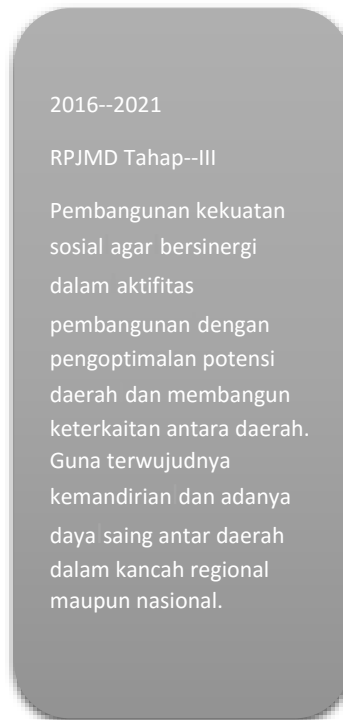 2016--2021
RPJMD Tahap--III
Pembangunan kekuatan
sosial agar bersinergi
dalam aktifitas
pembangunan dengan
pengoptimalan potensi
daerah dan membangun
keterkaitan antara daerah.
Guna terwujudnya
kemandirian dan adanya
daya saing antar daerah
dalam kancah regional
maupun nasional.